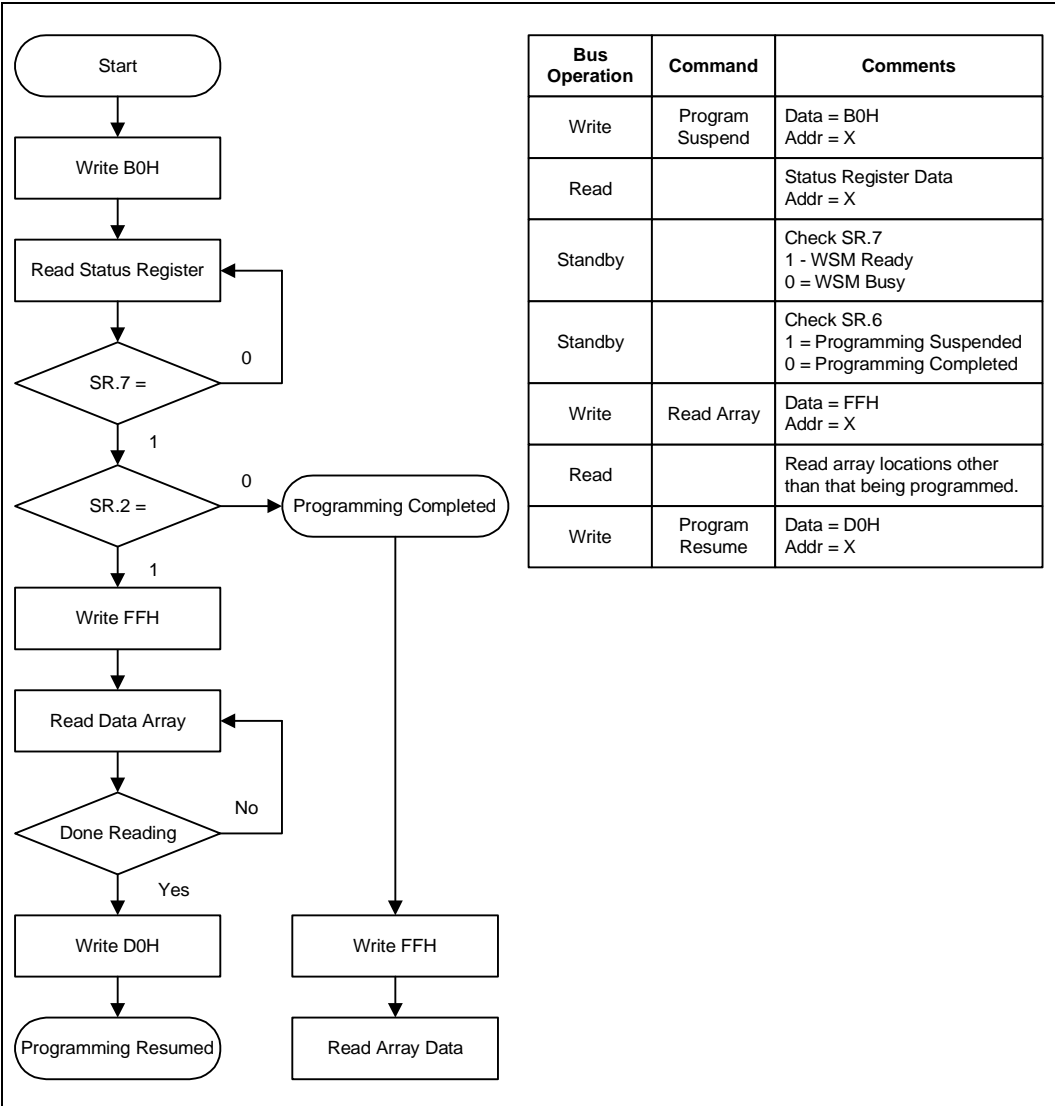 Start
Write B0H
Read Status Register
0
SR.7 =
1
0
SR.2 =
Programming Completed
1
Write FFH
Read Data Array
No
Done Reading
Yes
Write D0H
Write FFH
Programming Resumed
Read Array Data
Bus
Operation
Command
Comments
Write
Program
Suspend
Data = B0H
Addr = X
Read
Status Register Data
Addr = X
Standby
Check SR.7
1 - WSM Ready
0 = WSM Busy
Standby
Check SR.6
1 = Programming Suspended
0 = Programming Completed
Write
Read Array
Data = FFH
Addr = X
Read
Read array locations other
than that being programmed.
Write
Program
Resume
Data = D0H
Addr = X